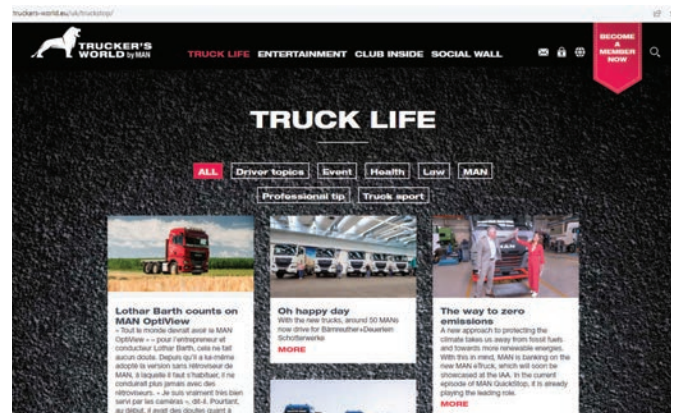 truckers-world.eu/uk/truckstop/
TRUCKER'S
WORLD by MAN
TRUCK LIFE ENTERTAINMENT CLUB INSIDE SOCIAL WALL
BECOME
A
MEMBER
NOW
TRUCK LIFE
ALL Driver topics Event Health Law MAN
Professional tip Truck sport
Lothar Barth counts on
MAN OptiView
« Tout le monde devrait avoir le MAN
OptiView » – pour l'entrepreneur et
conducteur Lothar Barth, cela ne fait
aucun doute. Depuis qu'il a lui-même
adopté la version sans rétroviseur de
MAN, à laquelle il faut s'habituer, il ne
conduirait plus jamais avec des
rétroviseurs. « Je suis vraiment très bien
servi par les caméras », dit-il. Pourtant,
au début, il avait des doutes quant à
Oh happy day
With the new trucks, around 50 MANs
now drive for Bärnreuther+Deuerlein
Schotterwerke
MORE
The way to zero
emissions
A new approach to protecting the
climate takes us away from fossil fuels
and towards more renewable energies.
With this in mind, MAN is banking on the
new MAN eTruck, which will soon be
showcased at the IAA. In the current
episode of MAN QuickStop, it is already
playing the leading role.
MORE